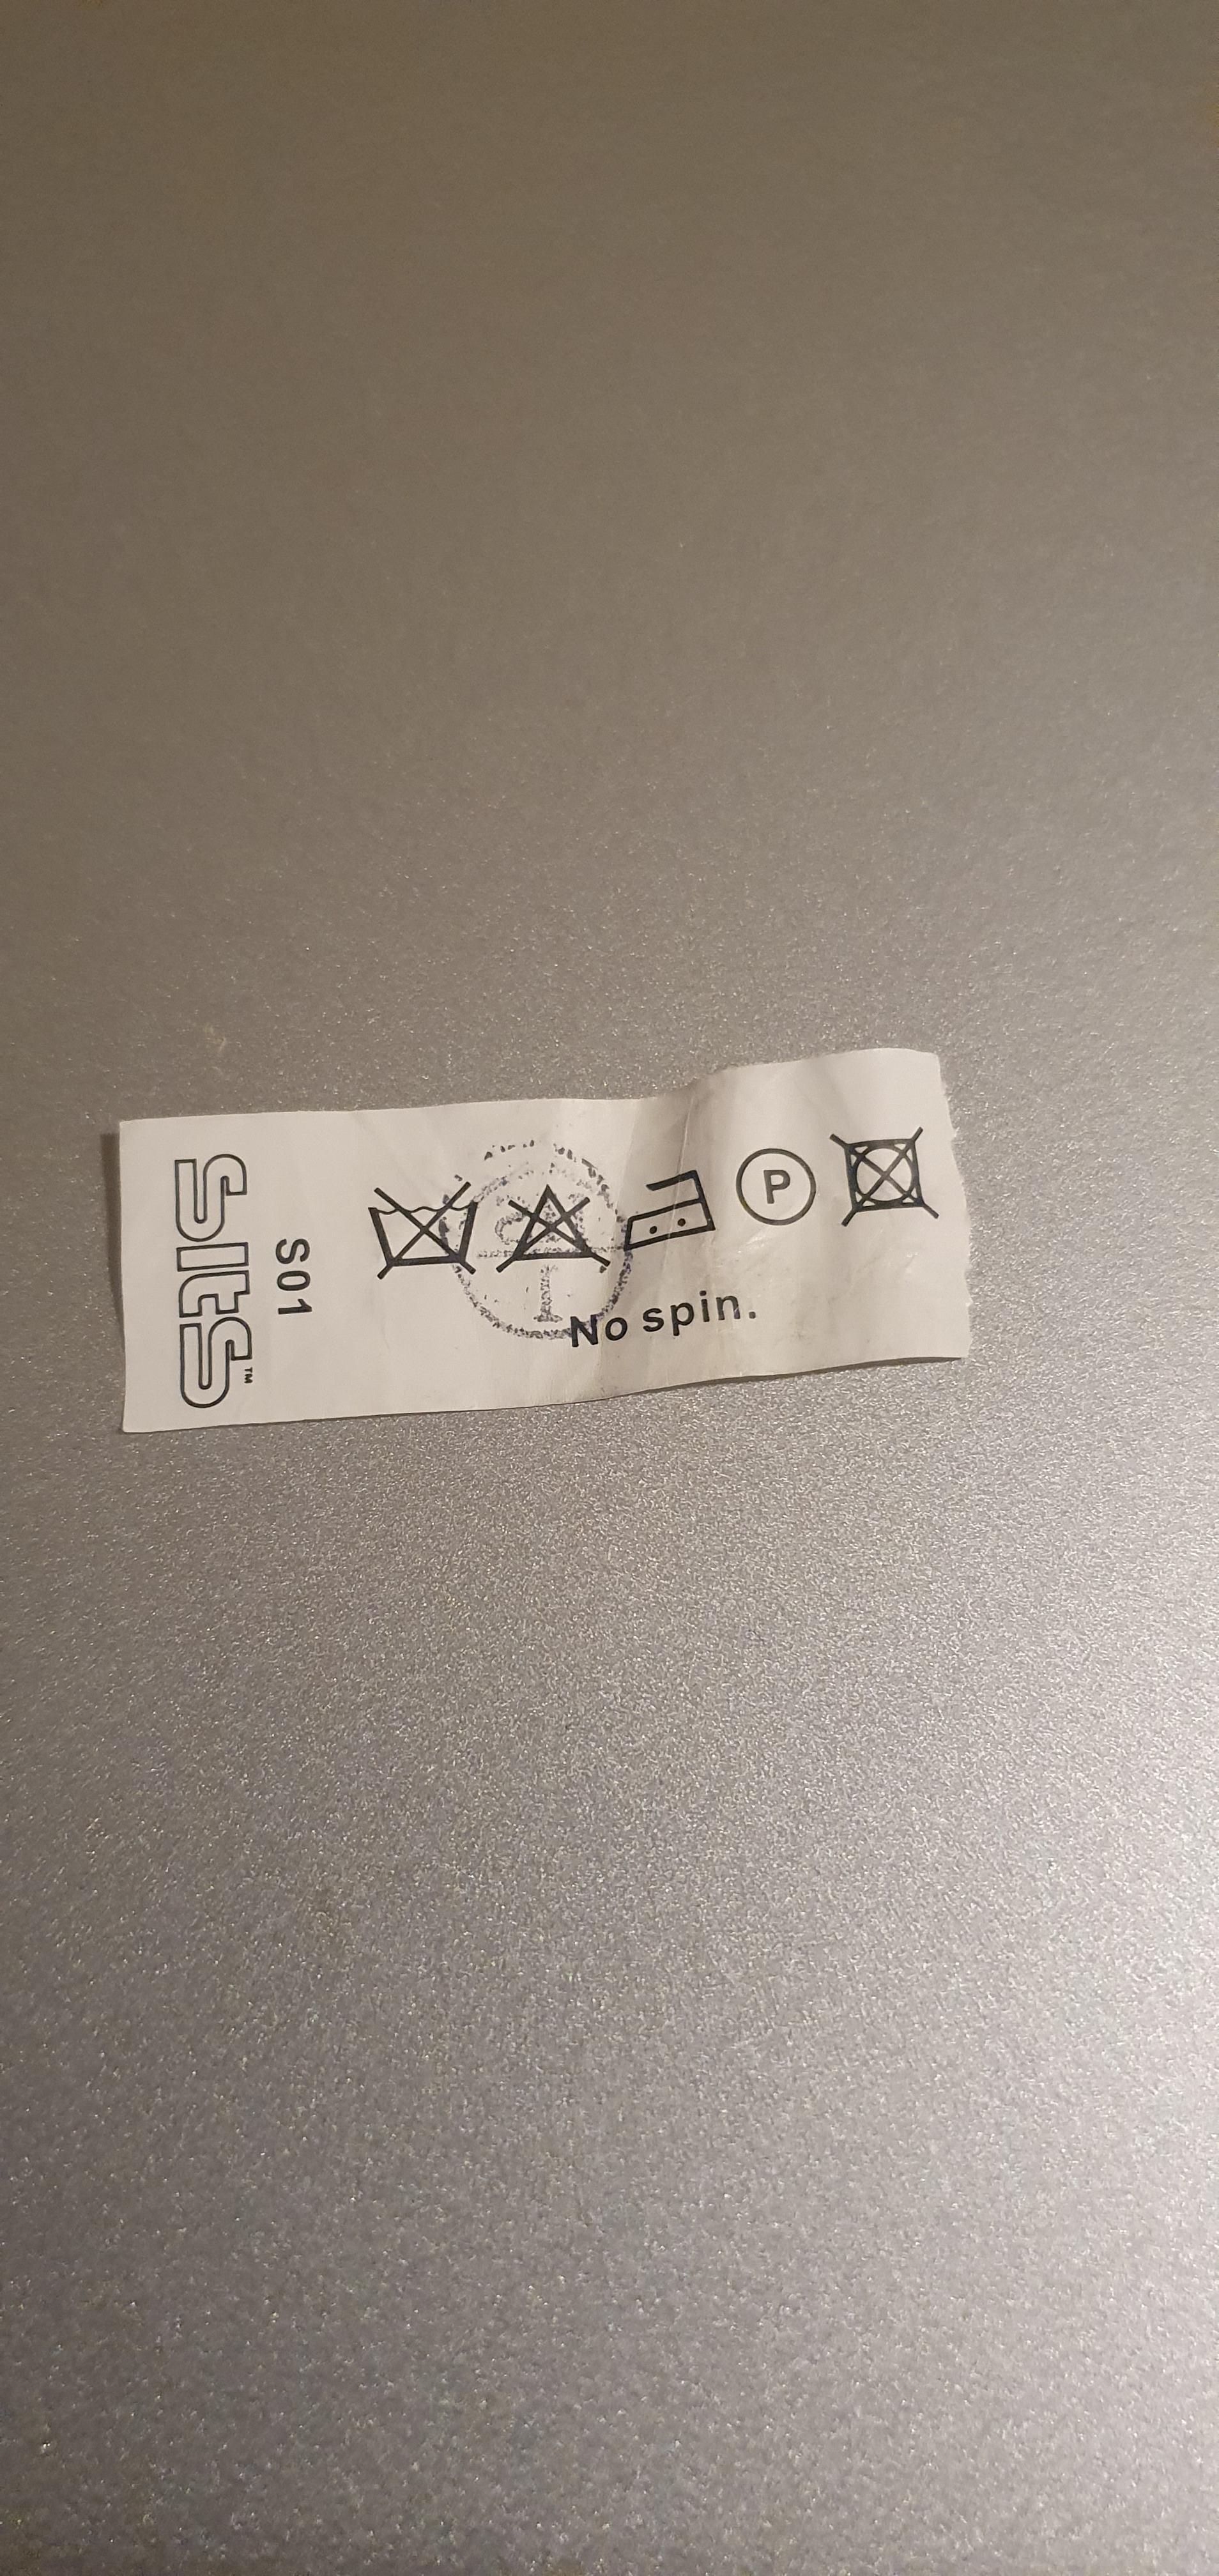 sits™
S01
P
No spin.